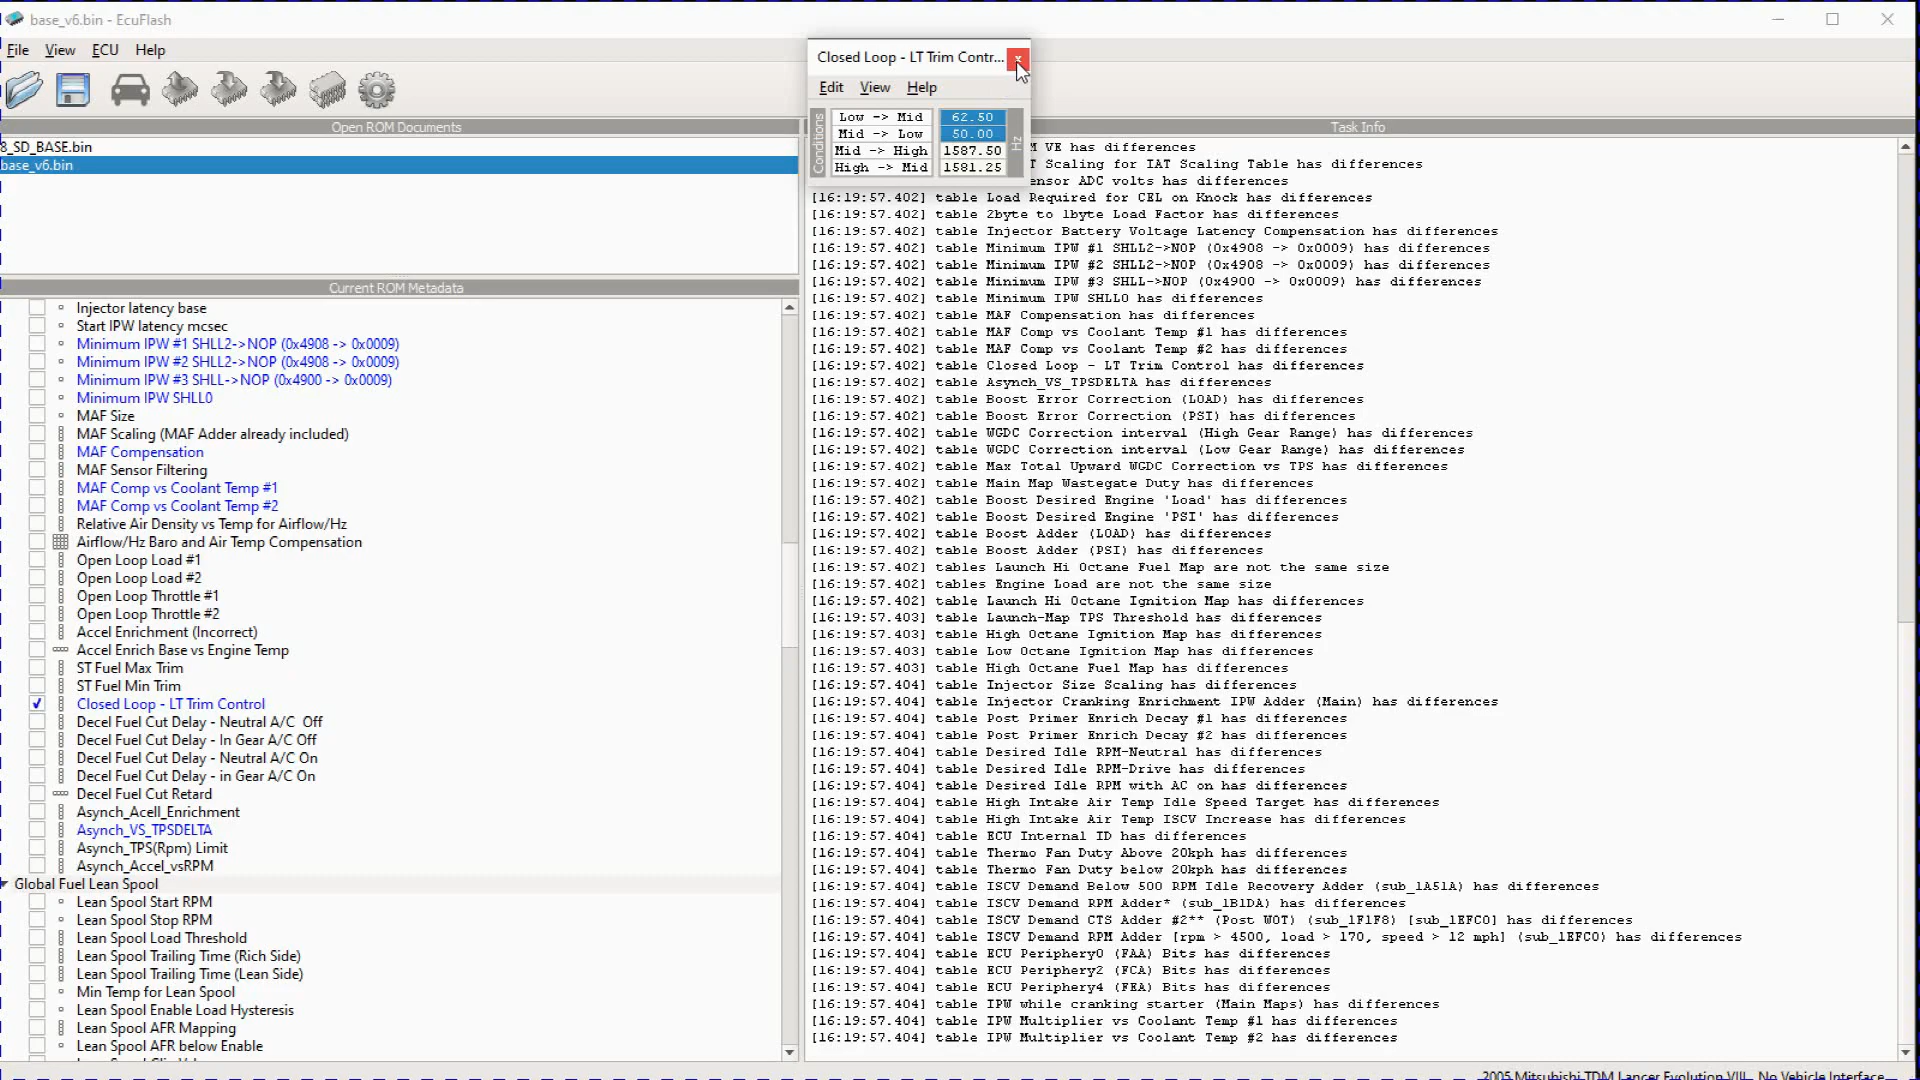 base_v6.bin - EcuFlash
File View ECU Help
Open ROM Documents
8_SD_BASE.bin
base_v6.bin
Current ROM Metadata
Injector latency base
Start IPW latency mcsec
Minimum IPW #1 SHLL2->NOP (0x4908 -> 0x0009)
Minimum IPW #2 SHLL2->NOP (0x4908 -> 0x0009)
Minimum IPW #3 SHLL->NOP (0x4900 -> 0x0009)
Minimum IPW SHLL0
MAF Size
MAF Scaling (MAF Adder already included)
MAF Compensation
MAF Sensor Filtering
MAF Comp vs Coolant Temp #1
MAF Comp vs Coolant Temp #2
Relative Air Density vs Temp for Airflow/Hz
Airflow/Hz Baro and Air Temp Compensation
Open Loop Load #1
Open Loop Load #2
Open Loop Throttle #1
Open Loop Throttle #2
Accel Enrichment (Incorrect)
Accel Enrich Base vs Engine Temp
ST Fuel Max Trim
ST Fuel Min Trim
Closed Loop - LT Trim Control
Decel Fuel Cut Delay - Neutral A/C  Off
Decel Fuel Cut Delay - In Gear A/C Off
Decel Fuel Cut Delay - Neutral A/C On
Decel Fuel Cut Delay - in Gear A/C On
Decel Fuel Cut Retard
Asynch_Acell_Enrichment
Asynch_VS_TPSDELTA
Asynch_TPS(Rpm) Limit
Asynch_Accel_vsRPM
Global Fuel Lean Spool
Lean Spool Start RPM
Lean Spool Stop RPM
Lean Spool Load Threshold
Lean Spool Trailing Time (Rich Side)
Lean Spool Trailing Time (Lean Side)
Min Temp for Lean Spool
Lean Spool Enable Load Hysteresis
Lean Spool AFR Mapping
Lean Spool AFR below Enable
Closed Loop - LT Trim Contr...
Edit View Help
Conditions
Low -> Mid 62.50
Mid -> Low 50.00
Mid -> High 1587.50
High -> Mid 1581.25
Hz
Task Info
M VE has differences
T Scaling for IAT Scaling Table has differences
ensor ADC volts has differences
[16:19:57.402] table Load Required for CEL on Knock has differences
[16:19:57.402] table 2byte to 1byte Load Factor has differences
[16:19:57.402] table Injector Battery Voltage Latency Compensation has differences
[16:19:57.402] table Minimum IPW #1 SHLL2->NOP (0x4908 -> 0x0009) has differences
[16:19:57.402] table Minimum IPW #2 SHLL2->NOP (0x4908 -> 0x0009) has differences
[16:19:57.402] table Minimum IPW #3 SHLL->NOP (0x4900 -> 0x0009) has differences
[16:19:57.402] table Minimum IPW SHLL0 has differences
[16:19:57.402] table MAF Compensation has differences
[16:19:57.402] table MAF Comp vs Coolant Temp #1 has differences
[16:19:57.402] table MAF Comp vs Coolant Temp #2 has differences
[16:19:57.402] table Closed Loop - LT Trim Control has differences
[16:19:57.402] table Asynch_VS_TPSDELTA has differences
[16:19:57.402] table Boost Error Correction (LOAD) has differences
[16:19:57.402] table Boost Error Correction (PSI) has differences
[16:19:57.402] table WGDC Correction interval (High Gear Range) has differences
[16:19:57.402] table WGDC Correction interval (Low Gear Range) has differences
[16:19:57.402] table Max Total Upward WGDC Correction vs TPS has differences
[16:19:57.402] table Main Map Wastegate Duty has differences
[16:19:57.402] table Boost Desired Engine 'Load' has differences
[16:19:57.402] table Boost Desired Engine 'PSI' has differences
[16:19:57.402] table Boost Adder (LOAD) has differences
[16:19:57.402] table Boost Adder (PSI) has differences
[16:19:57.402] tables Launch Hi Octane Fuel Map are not the same size
[16:19:57.402] tables Engine Load are not the same size
[16:19:57.402] table Launch Hi Octane Ignition Map has differences
[16:19:57.403] table Launch-Map TPS Threshold has differences
[16:19:57.403] table High Octane Ignition Map has differences
[16:19:57.403] table Low Octane Ignition Map has differences
[16:19:57.403] table High Octane Fuel Map has differences
[16:19:57.404] table Injector Size Scaling has differences
[16:19:57.404] table Injector Cranking Enrichment IPW Adder (Main) has differences
[16:19:57.404] table Post Primer Enrich Decay #1 has differences
[16:19:57.404] table Post Primer Enrich Decay #2 has differences
[16:19:57.404] table Desired Idle RPM-Neutral has differences
[16:19:57.404] table Desired Idle RPM-Drive has differences
[16:19:57.404] table Desired Idle RPM with AC on has differences
[16:19:57.404] table High Intake Air Temp Idle Speed Target has differences
[16:19:57.404] table High Intake Air Temp ISCV Increase has differences
[16:19:57.404] table ECU Internal ID has differences
[16:19:57.404] table Thermo Fan Duty Above 20kph has differences
[16:19:57.404] table Thermo Fan Duty below 20kph has differences
[16:19:57.404] table ISCV Demand Below 500 RPM Idle Recovery Adder (sub_1A51A) has differences
[16:19:57.404] table ISCV Demand RPM Adder* (sub_1B1DA) has differences
[16:19:57.404] table ISCV Demand CTS Adder #2** (Post WOT) (sub_1F1F8) [sub_1EFC0] has differences
[16:19:57.404] table ISCV Demand RPM Adder [rpm > 4500, load > 170, speed > 12 mph] (sub_1EFC0) has differences
[16:19:57.404] table ECU Periphery0 (FAA) Bits has differences
[16:19:57.404] table ECU Periphery2 (FCA) Bits has differences
[16:19:57.404] table ECU Periphery4 (FEA) Bits has differences
[16:19:57.404] table IPW while cranking starter (Main Maps) has differences
[16:19:57.404] table IPW Multiplier vs Coolant Temp #1 has differences
[16:19:57.404] table IPW Multiplier vs Coolant Temp #2 has differences
2005 Mitsubishi TDM Lancer Evolution VIII No Vehicle Interface